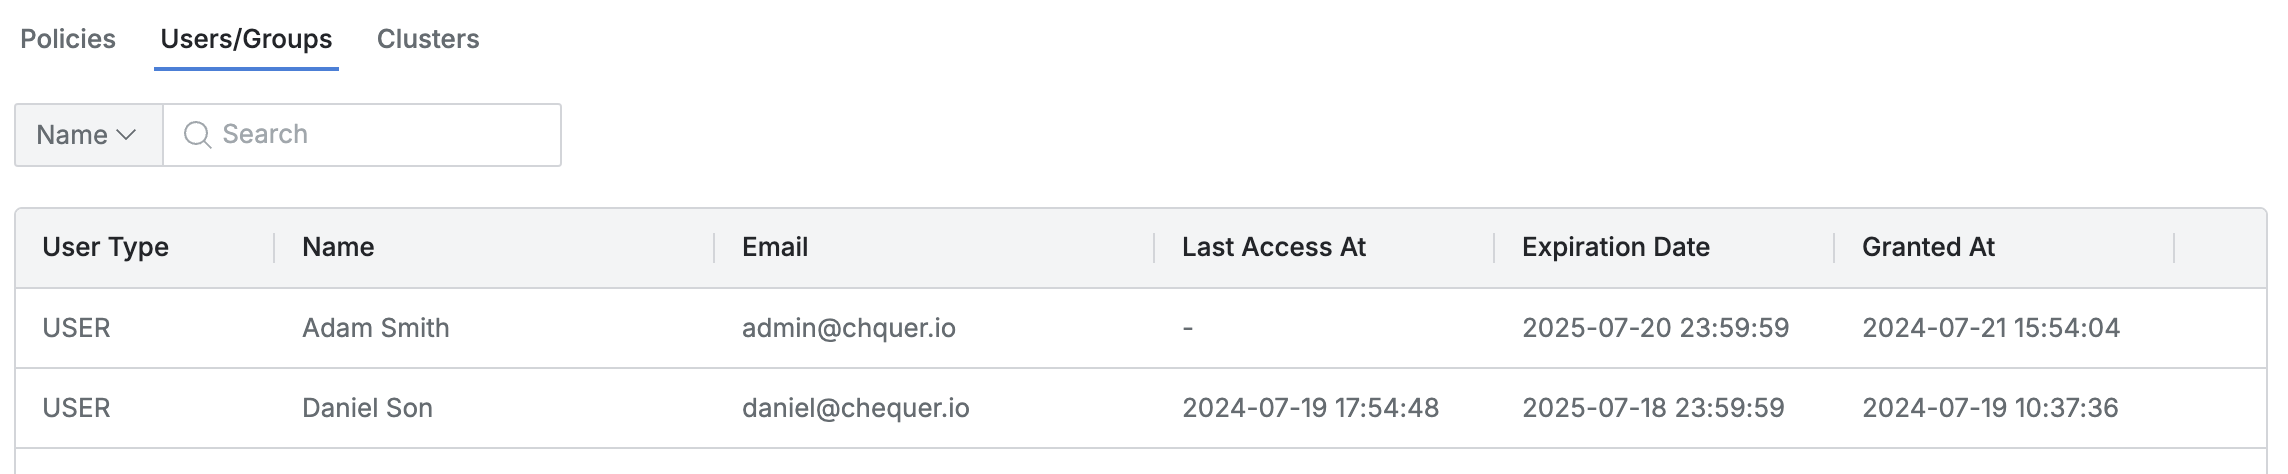 Policies Users/Groups Clusters
Name Search
User Type Name Email Last Access At Expiration Date Granted At
USER Adam Smith admin@chquer.io - 2025-07-20 23:59:59 2024-07-21 15:54:04
USER Daniel Son daniel@chequer.io 2024-07-19 17:54:48 2025-07-18 23:59:59 2024-07-19 10:37:36